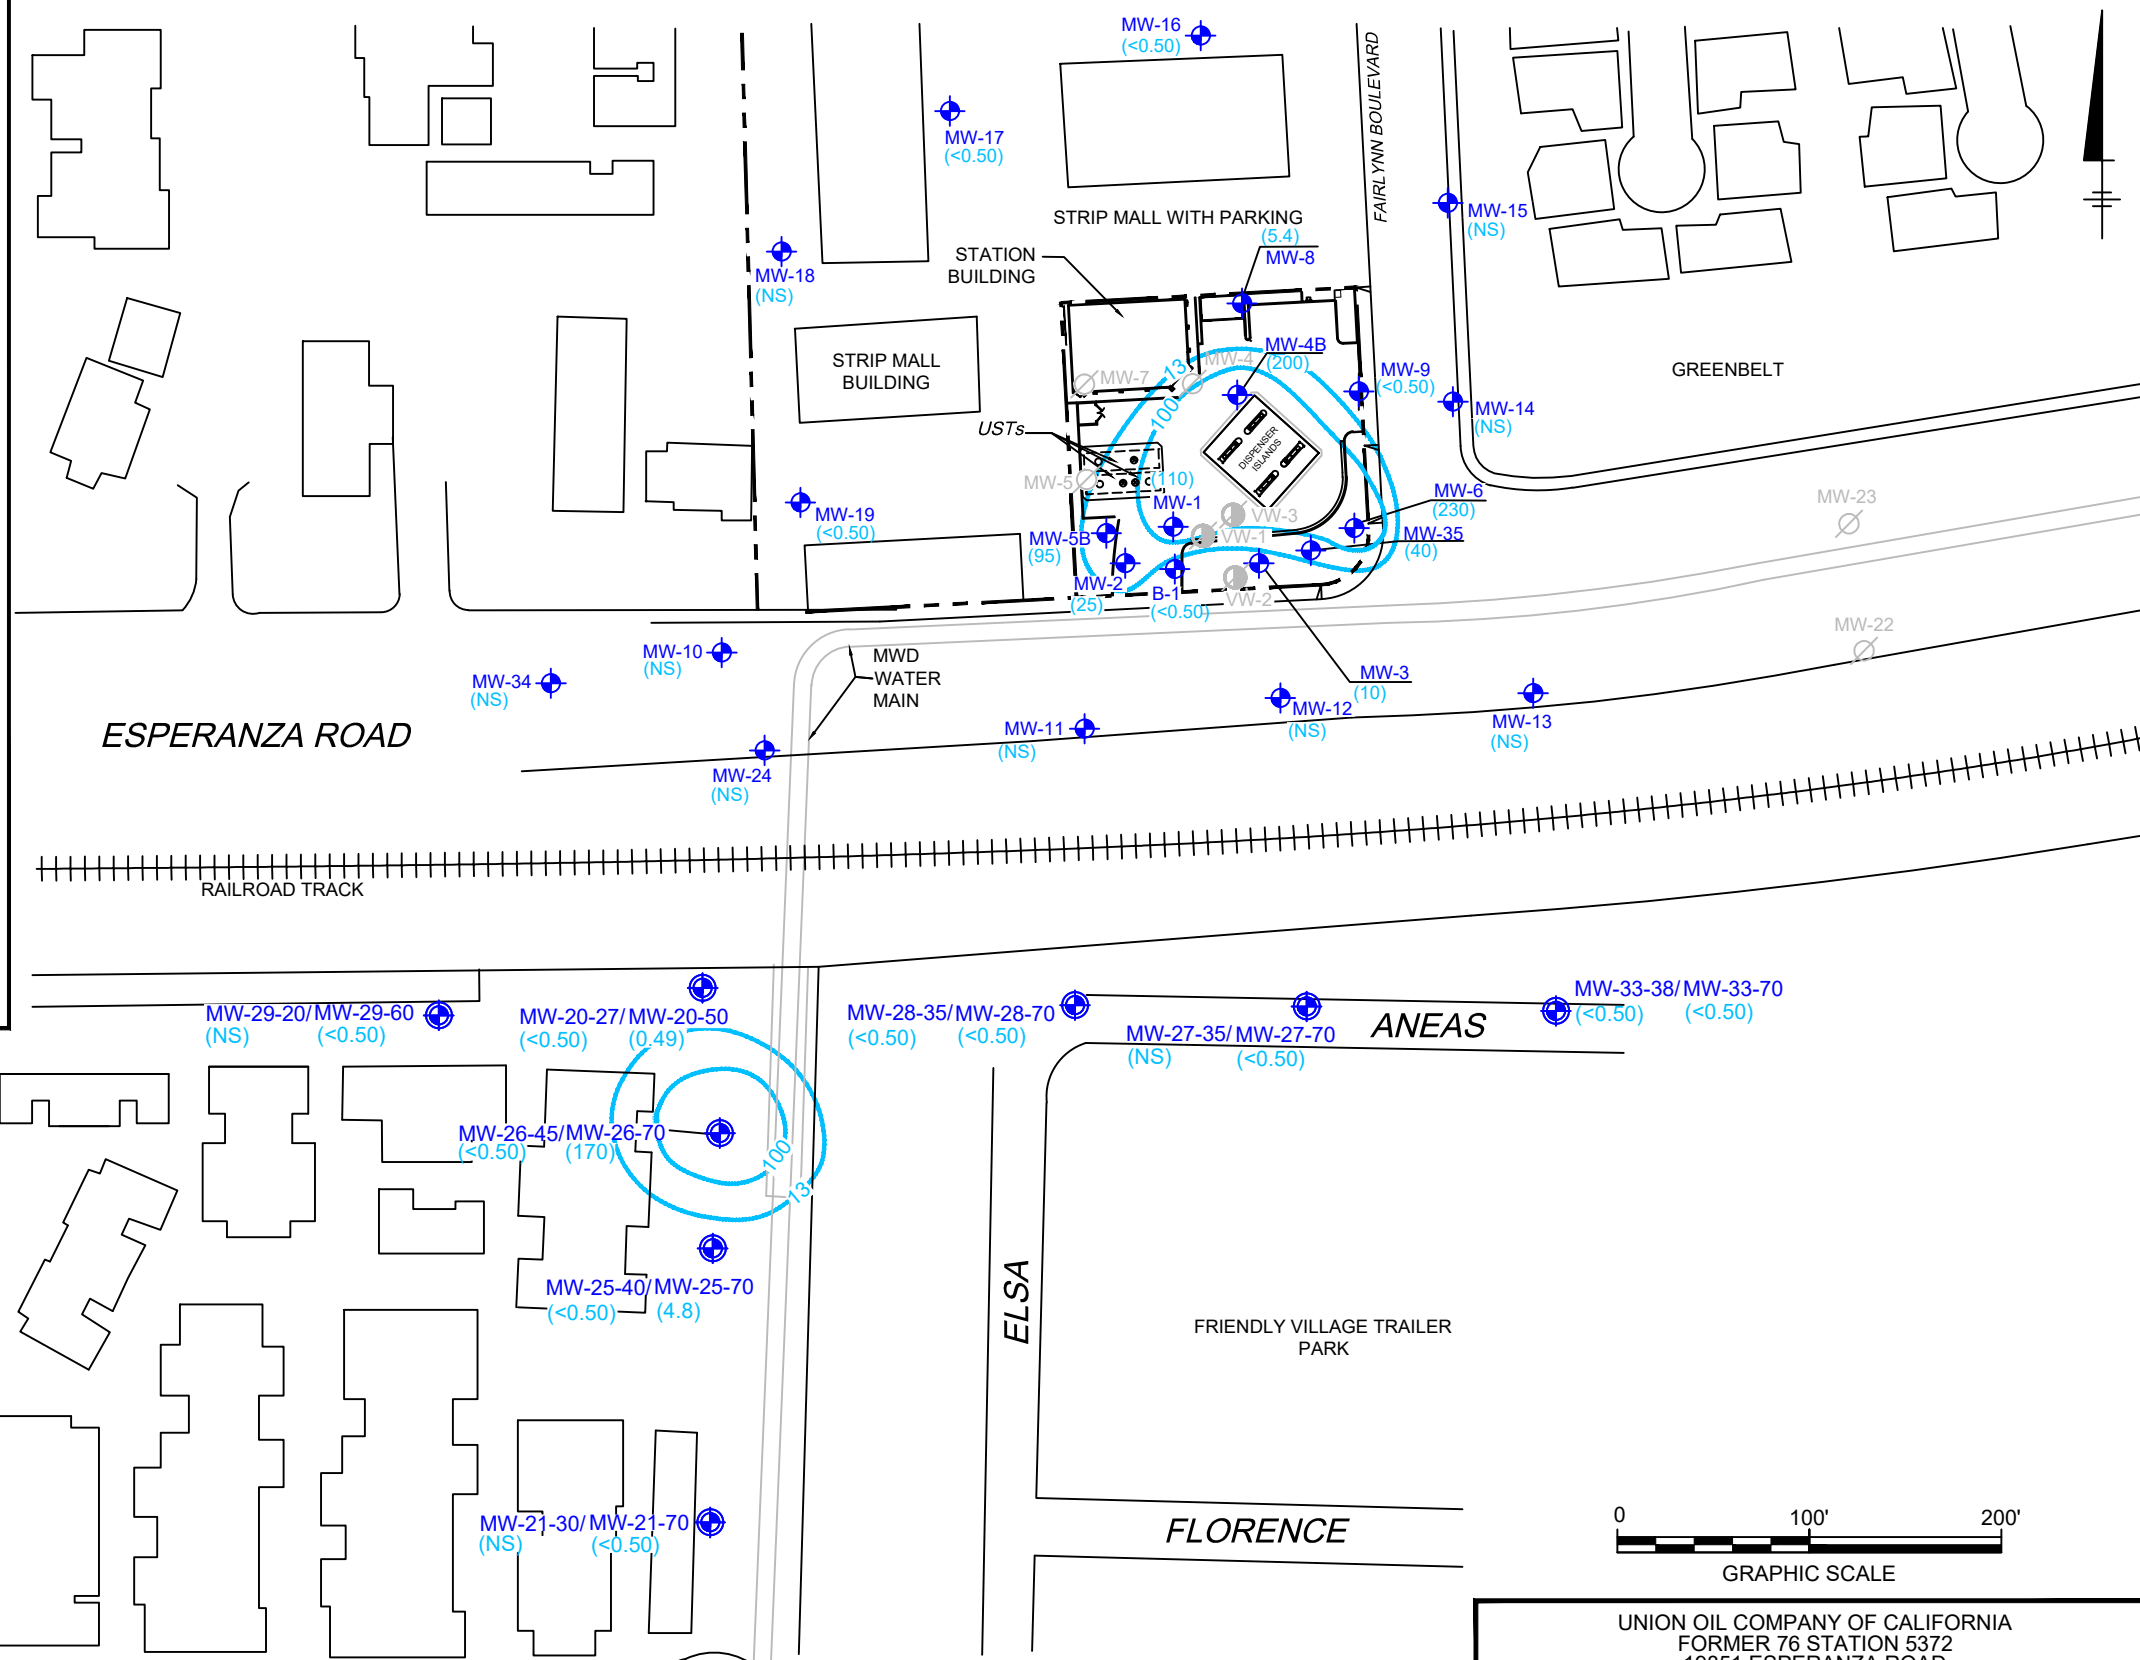 MW-16
(<0.50)
FAIRLYNN BOULEVARD
MW-17
(<0.50)
STRIP MALL WITH PARKING
MW-15
(NS)
(5.4)
MW-8
STATION
BUILDING
MW-18
(NS)
STRIP MALL
BUILDING
MW-7
13
MW-4
MW-4B
(200)
MW-9
(<0.50)
GREENBELT
100
MW-14
(NS)
USTs
DISPENSER
ISLANDS
MW-5
(110)
MW-1
MW-6
(230)
MW-23
MW-19
(<0.50)
VW-3
VW-1
MW-5B
(95)
MW-35
(40)
MW-2
(25)
B-1
(<0.50)
VW-2
MW-22
MW-10
(NS)
MWD
WATER
MAIN
MW-34
(NS)
MW-3
(10)
MW-12
(NS)
MW-11
(NS)
MW-13
(NS)
ESPERANZA ROAD
MW-24
(NS)
RAILROAD TRACK
MW-29-20/ MW-29-60
(NS) (<0.50)
MW-20-27/ MW-20-50
(<0.50) (0.49)
MW-28-35/ MW-28-70
(<0.50) (<0.50)
MW-27-35/ MW-27-70
(NS) (<0.50)
ANEAS
MW-33-38/ MW-33-70
(<0.50) (<0.50)
MW-26-45/ MW-26-70
(<0.50) (170)
100
13
MW-25-40/ MW-25-70
(<0.50) (4.8)
ELSA
FRIENDLY VILLAGE TRAILER
PARK
MW-21-30/ MW-21-70
(NS) (<0.50)
FLORENCE
0 100' 200'
GRAPHIC SCALE
UNION OIL COMPANY OF CALIFORNIA
FORMER 76 STATION 5372
19851 ESPERANZA ROAD